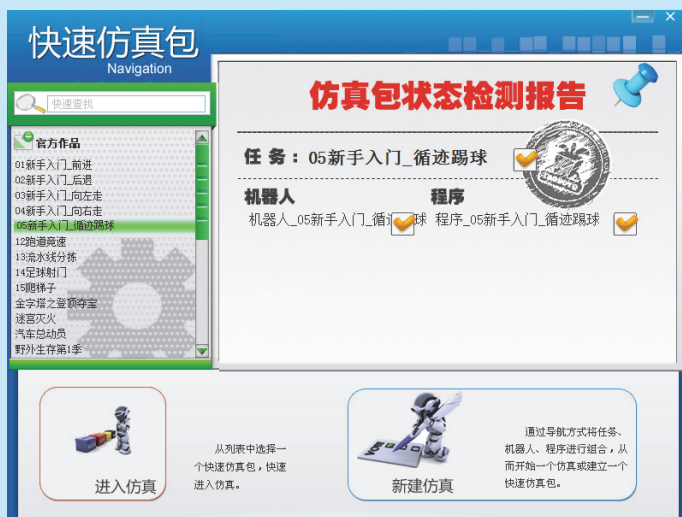 快速仿真包
Navigation
快速查找
官方作品
01新手入门_前进
02新手入门_后退
03新手入门_向左走
04新手入门_向右走
05新手入门_循迹踢球
12跑道竞速
13流水线分拣
14足球射门
15爬梯子
金字塔之登顶夺宝
迷宫灭火
汽车总动员
野外生存第1季
仿真包状态检测报告
任 务：05新手入门_循迹踢球
机器人
程序
机器人_05新手入门_循迹 球
程序_05新手入门_循迹踢球
进入仿真
从列表中选择一
个快速仿真包，快速
进入仿真。
新建仿真
通过导航方式将任务、
机器人、程序进行组合，从
而开始一个仿真或建立一个
快速仿真包。